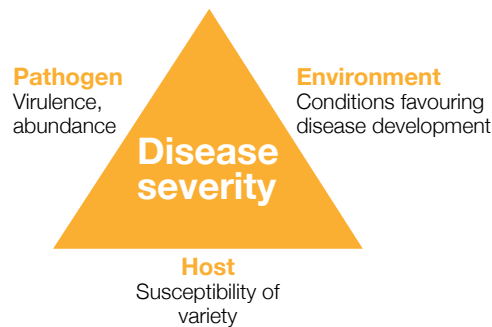 Pathogen
Virulence,
abundance
Environment
Conditions favouring
disease development
Disease
severity
Host
Susceptibility of
variety